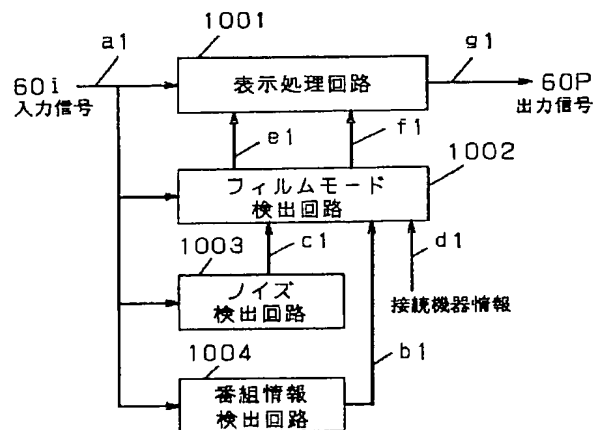 1001
a1
g1
60i
入力信号
表示処理回路
60P
出力信号
e1
f1
1002
フィルムモード
検出回路
1003
c1
d1
ノイズ
検出回路
接続機器情報
1004
b1
番組情報
検出回路